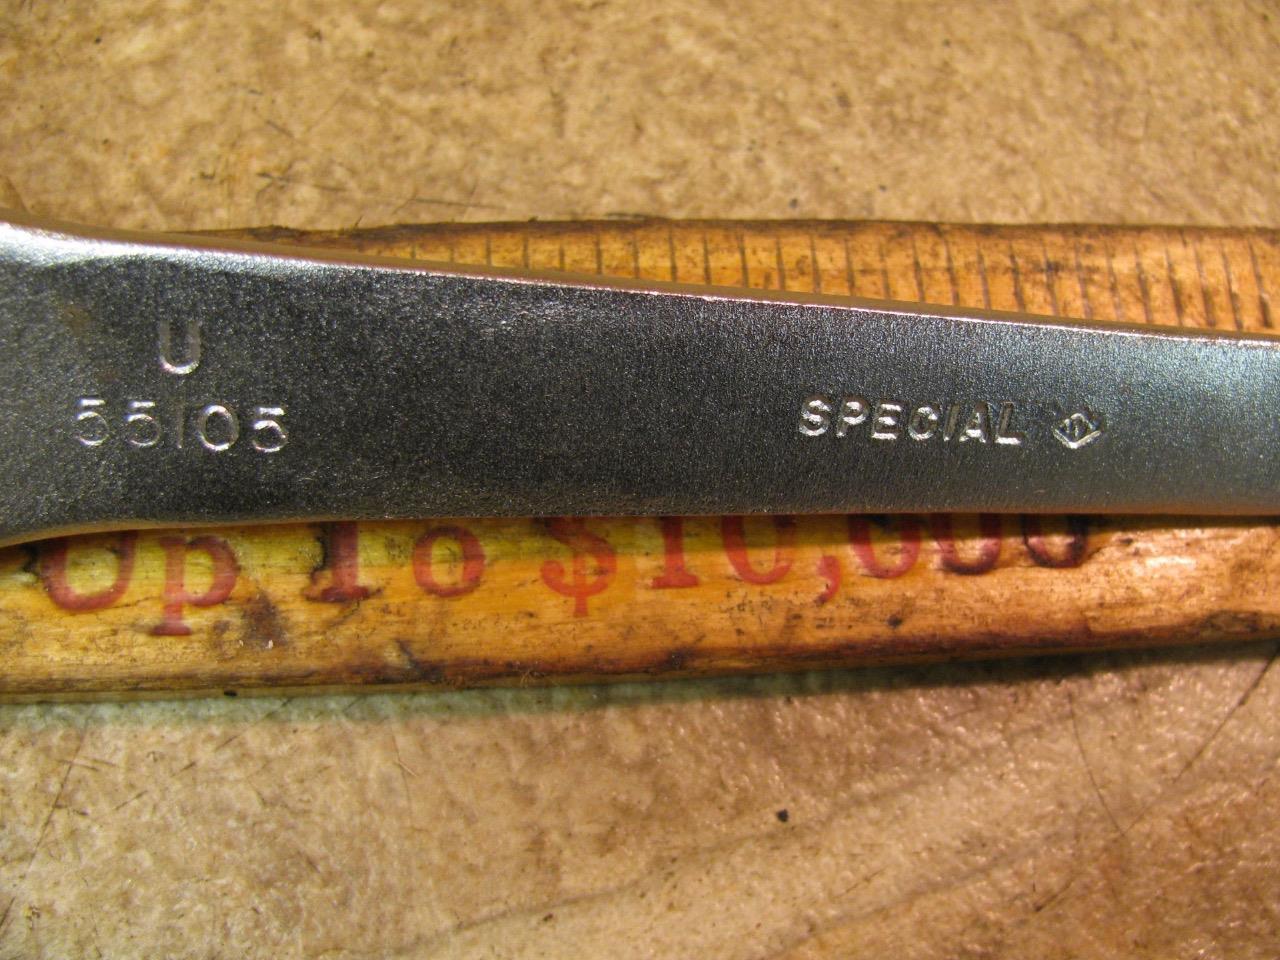 U
55105
SPECIAL
Up To $10,000